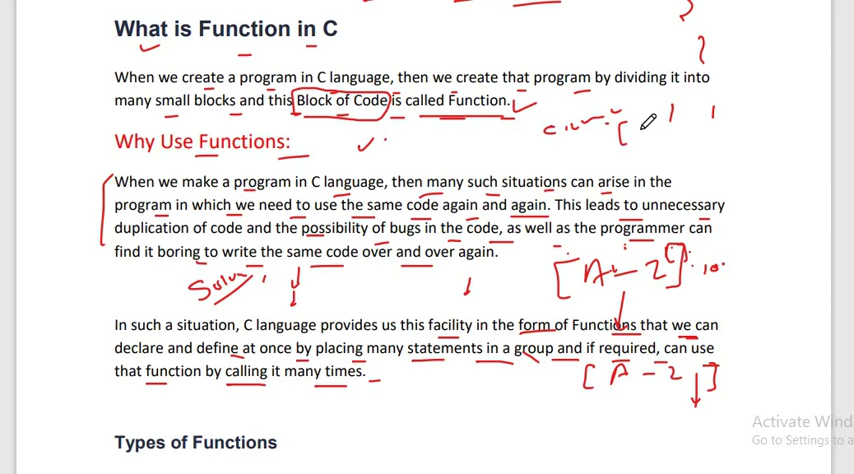 What is Function in C
When we create a program in C language, then we create that program by dividing it into
many small blocks and this Block of Code is called Function.
Why Use Functions:
When we make a program in C language, then many such situations can arise in the
program in which we need to use the same code again and again. This leads to unnecessary
duplication of code and the possibility of bugs in the code, as well as the programmer can
find it boring to write the same code over and over again.
[A-2] 10.
In such a situation, C language provides us this facility in the form of Functions that we can
declare and define at once by placing many statements in a group and if required, can use
that function by calling it many times.
[A-2]
Activate Wind
Go to Settings to a
Types of Functions